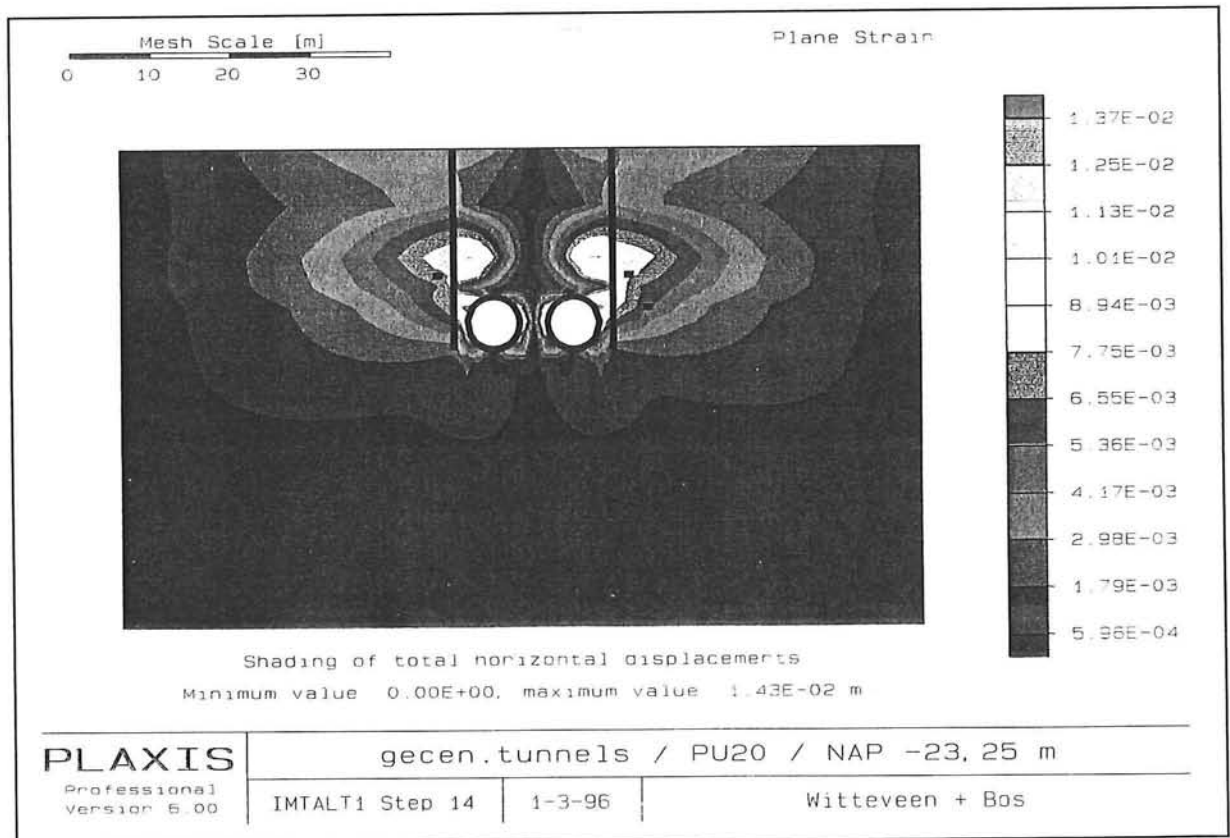 Mesh Scale [m]
Plane Strain
0 10 20 30
1.37E-02
1.25E-02
1.13E-02
1.01E-02
8.94E-03
7.75E-03
6.55E-03
5.36E-03
4.17E-03
2.98E-03
1.79E-03
5.96E-04
Shading of total horizontal displacements
Minimum value 0.00E+00, maximum value 1.43E-02 m
PLAXIS
Professional
Version 6.00
gecen.tunnels / PU20 / NAP -23,25 m
IMTALT1 Step 14
1-3-96
Witteveen + Bos